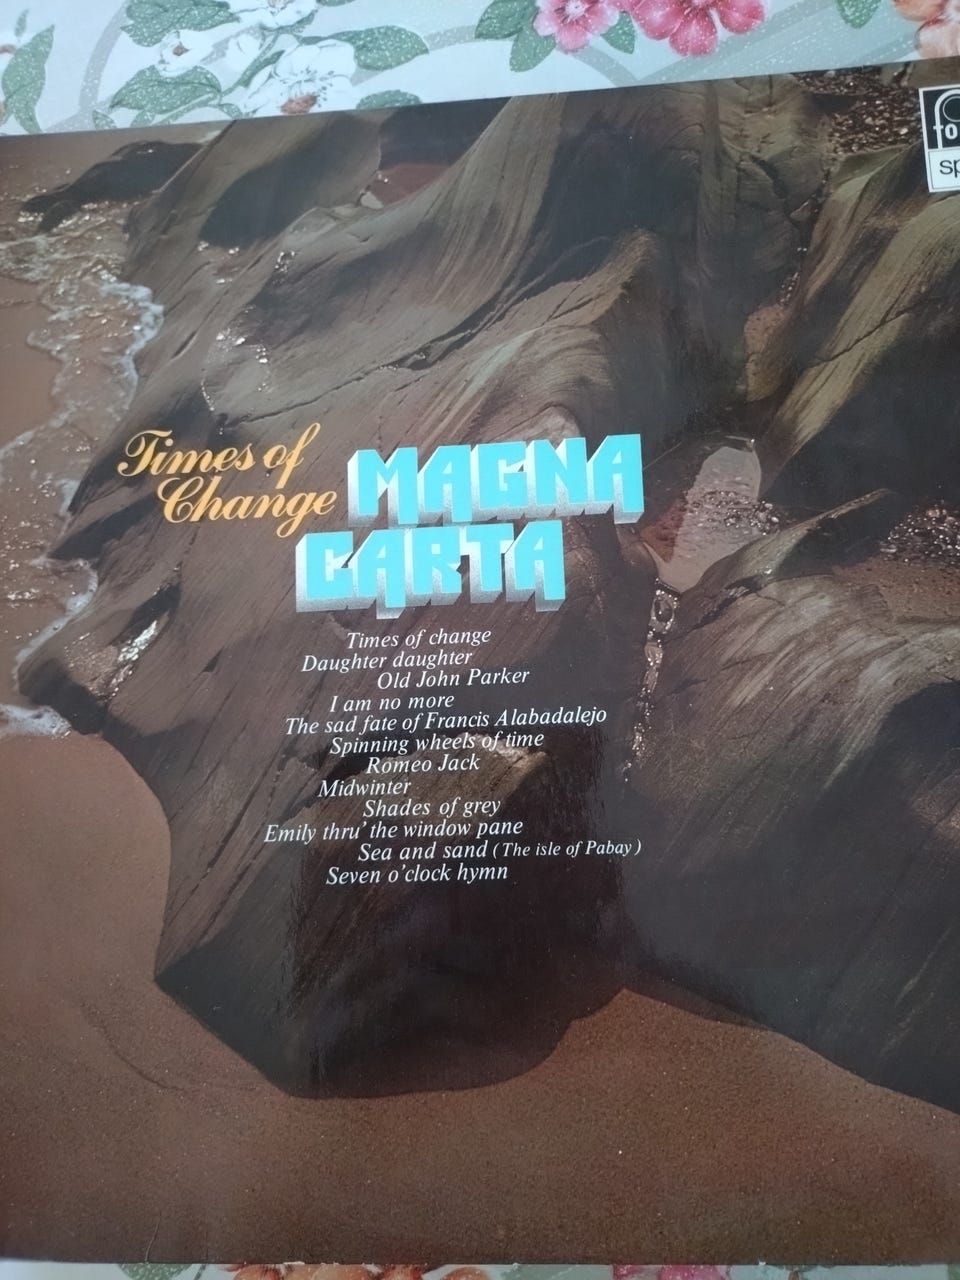 Times of
Change
MAGNA
CARTA
Times of change
Daughter daughter
Old John Parker
I am no more
The sad fate of Francis Alabadalejo
Spinning wheels of time
Romeo Jack
Midwinter
Shades of grey
Emily thru' the window pane
Sea and sand (The isle of Pabay)
Seven o'clock hymn